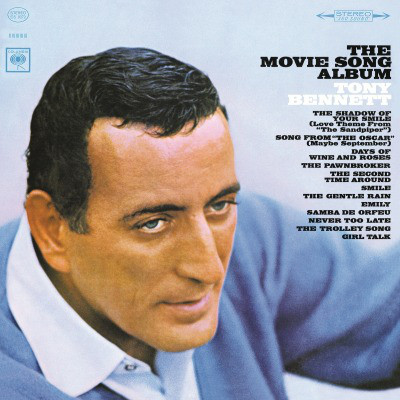 STEREO
THE
MOVIE SONG
ALBUM
TONY
BENNETT
THE SHADOW OF
YOUR SMILE
(Love Theme From
"The Sandpiper")
SONG FROM "THE OSCAR"
(Maybe September)
DAYS OF
WINE AND ROSES
THE PAWNBROKER
THE SECOND
TIME AROUND
SMILE
THE GENTLE RAIN
EMILY
SAMBA DE ORFEU
NEVER TOO LATE
THE TROLLEY SONG
GIRL TALK